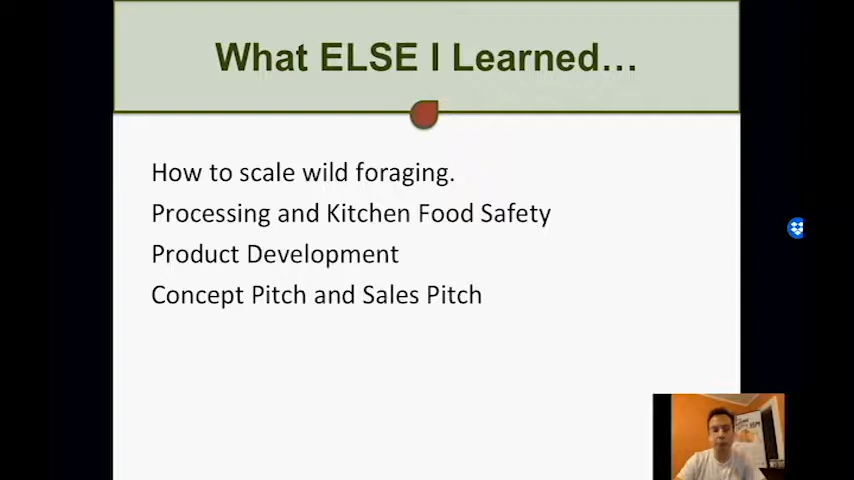 What ELSE I Learned...
How to scale wild foraging.
Processing and Kitchen Food Safety
Product Development
Concept Pitch and Sales Pitch